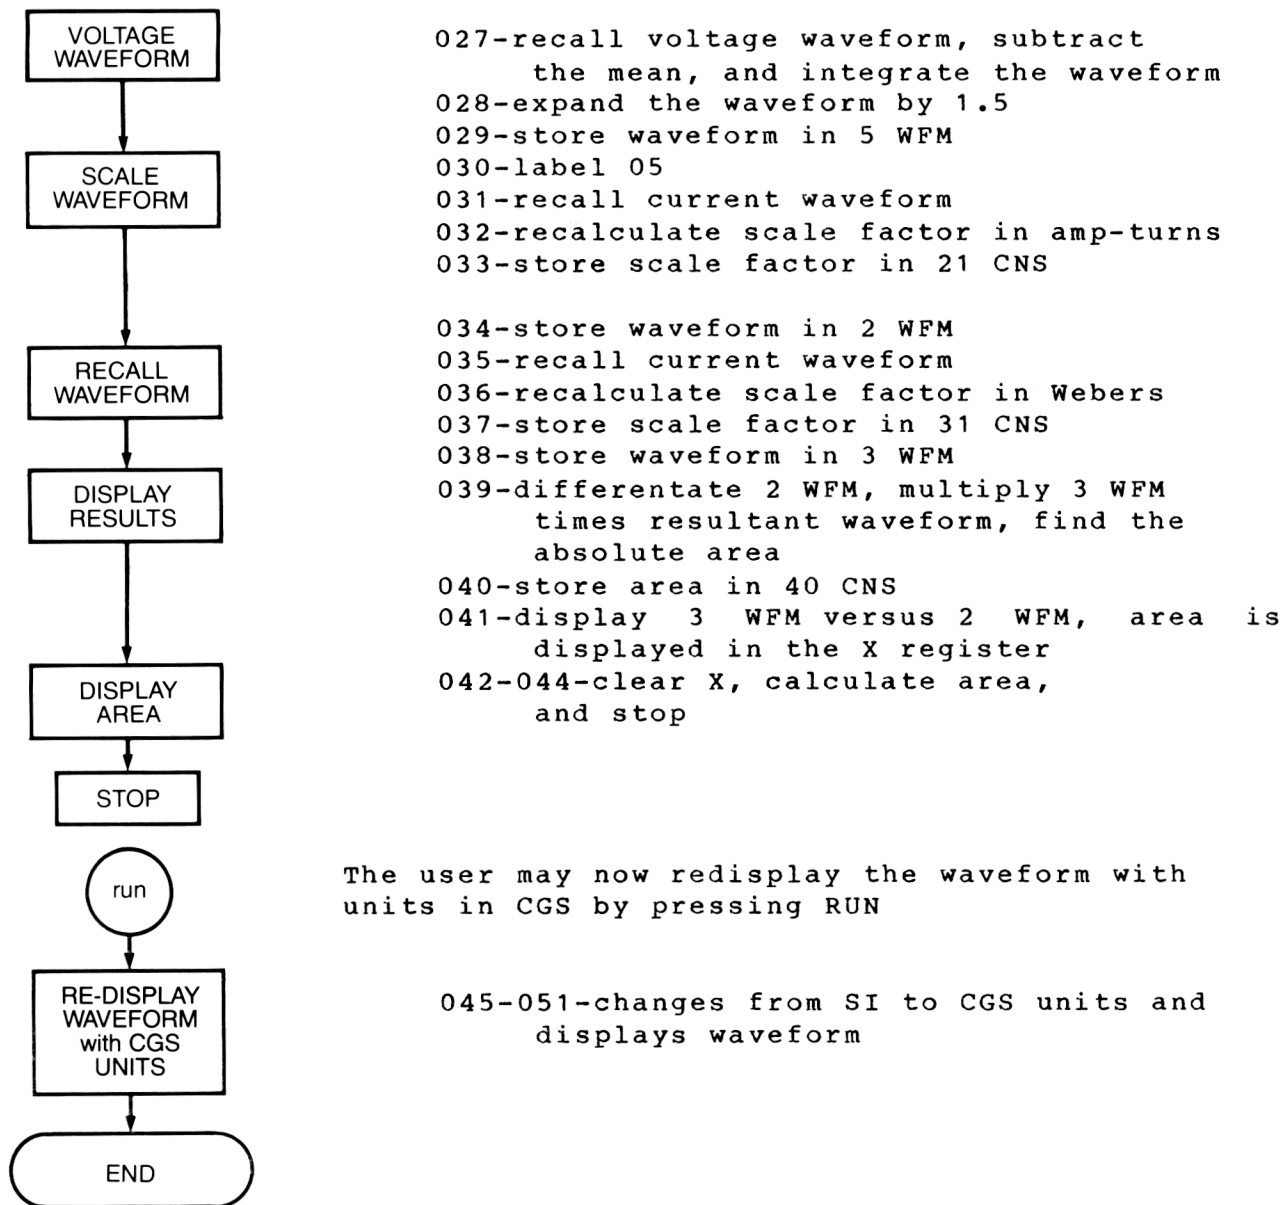 VOLTAGE
WAVEFORM
027-recall voltage waveform, subtract
the mean, and integrate the waveform
028-expand the waveform by 1.5
029-store waveform in 5 WFM
030-label 05
SCALE
WAVEFORM
031-recall current waveform
032-recalculate scale factor in amp-turns
033-store scale factor in 21 CNS
034-store waveform in 2 WFM
035-recall current waveform
RECALL
WAVEFORM
036-recalculate scale factor in Webers
037-store scale factor in 31 CNS
038-store waveform in 3 WFM
DISPLAY
RESULTS
039-differentate 2 WFM, multiply 3 WFM
times resultant waveform, find the
absolute area
040-store area in 40 CNS
041-display 3 WFM versus 2 WFM, area is
displayed in the X register
DISPLAY
AREA
042-044-clear X, calculate area,
and stop
STOP
run
The user may now redisplay the waveform with
units in CGS by pressing RUN
RE-DISPLAY
WAVEFORM
with CGS
UNITS
045-051-changes from SI to CGS units and
displays waveform
END